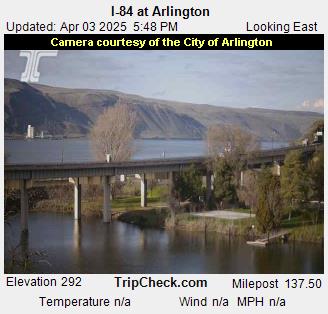 I-84 at Arlington
Updated: Apr 03 2025 5:48 PM Looking East
Camera courtesy of the City of Arlington
Elevation 292 TripCheck.com Milepost 137.50
Temperature n/a Wind n/a MPH n/a